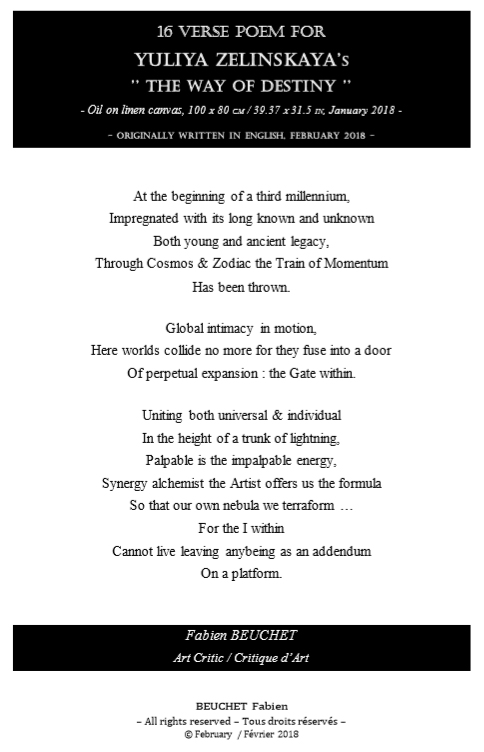 16 VERSE POEM FOR
YULIYA ZELINSKAYA'S
" THE WAY OF DESTINY "
- Oil on linen canvas, 100 x 80 CM / 39.37 x 31.5 IN, January 2018 -
~ ORIGINALLY WRITTEN IN ENGLISH, FEBRUARY 2018 ~
At the beginning of a third millennium,
Impregnated with its long known and unknown
Both young and ancient legacy,
Through Cosmos & Zodiac the Train of Momentum
Has been thrown.
Global intimacy in motion,
Here worlds collide no more for they fuse into a door
Of perpetual expansion : the Gate within.
Uniting both universal & individual
In the height of a trunk of lightning,
Palpable is the impalpable energy,
Synergy alchemist the Artist offers us the formula
So that our own nebula we terraform …
For the I within
Cannot live leaving anybeing as an addendum
On a platform.
Fabien BEUCHET
Art Critic / Critique d'Art
BEUCHET Fabien
– All rights reserved – Tous droits réservés –
© February / Février 2018